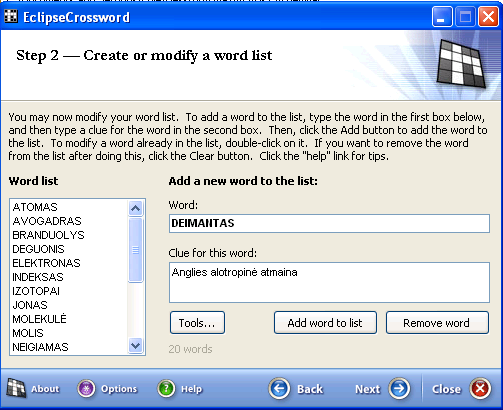 EclipseCrossword
Step 2 — Create or modify a word list
You may now modify your word list. To add a word to the list, type the word in the first box below,
and then type a clue for the word in the second box. Then, click the Add button to add the word to
the list. To modify a word already in the list, double-click on it. If you want to remove the word
from the list after doing this, click the Clear button. Click the "help" link for tips.
Word list
ATOMAS
AVOGADRAS
BRANDUOLYS
DEGUONIS
ELEKTRONAS
INDEKSAS
IZOTOPAI
JONAS
MOLEKULĖ
MOLIS
NEIGIAMAS
Add a new word to the list:
Word:
DEIMANTAS
Clue for this word:
Anglies alotropinė atmaina
Tools...
Add word to list
Remove word
20 words
About
Options
Help
Back
Next
Close